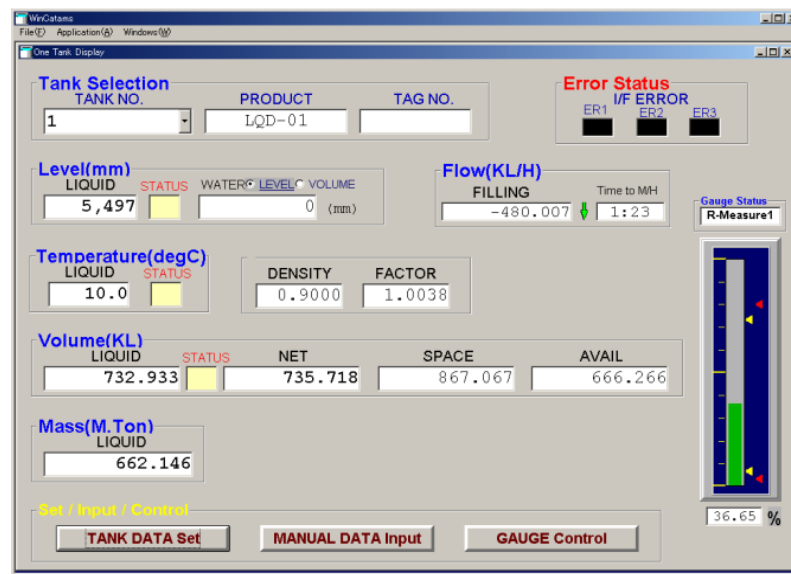 WinCatams
File(F) Application(A) Windows(W)
One Tank Display
Tank Selection
TANK NO. PRODUCT TAG NO.
1 LQD-01
Error Status
I/F ERROR
ER1 ER2 ER3
Level(mm)
LIQUID STATUS WATER LEVEL VOLUME
5,497 0 (mm)
Flow(KL/H)
FILLING Time to M/H
-480.007 1:23
Gauge Status
R-Measure1
Temperature(degC)
LIQUID STATUS
10.0
DENSITY FACTOR
0.9000 1.0038
Volume(KL)
LIQUID STATUS NET SPACE AVAIL
732.933 735.718 867.067 666.266
Mass(M.Ton)
LIQUID
662.146
36.65 %
Set / Input / Control
TANK DATA Set MANUAL DATA Input GAUGE Control